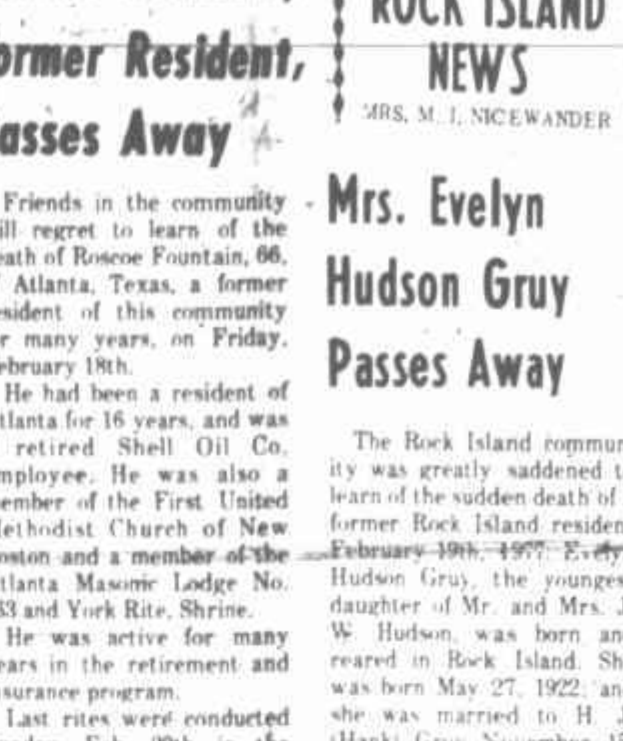 ormer Resident,
asses Away
Friends in the community
ill regret to learn of the
eath of Roscoe Fountain, 66,
Atlanta, Texas, a former
esident of this community
r many years, on Friday,
ebruary 18th.
He had been a resident of
tlanta for 16 years, and was
retired Shell Oil Co.
mployee. He was also a
ember of the First United
ethodist Church of New
oston and a member of the
tlanta Masonic Lodge No.
63 and York Rite, Shrine.
He was active for many
ears in the retirement and
nsurance program.
Last rites were conducted
ROCK ISLAND
NEWS
MRS. M. I. NICEWANDER
Mrs. Evelyn
Hudson Gruy
Passes Away
The Rock Island commun
ity was greatly saddened t
learn of the sudden death of
former Rock Island residen
February 19th, 1977. Evely
Hudson Gruy, the younges
daughter of Mr. and Mrs. J
W. Hudson, was born an
reared in Rock Island. Sh
was born May 27, 1922, an
she was married to H. J
(Hank) Gruy November